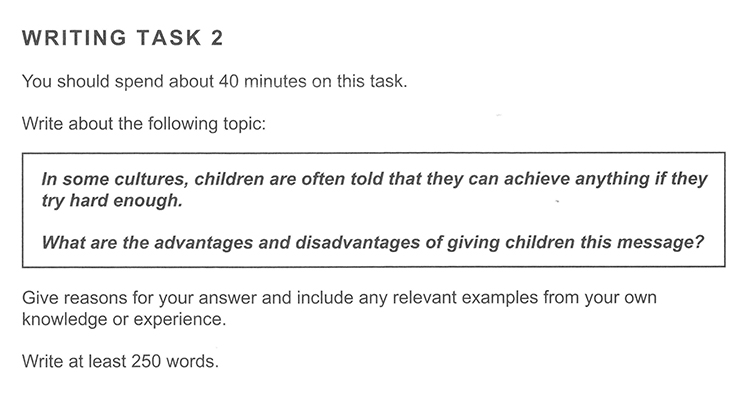 WRITING TASK 2
You should spend about 40 minutes on this task.
Write about the following topic:
In some cultures, children are often told that they can achieve anything if they
try hard enough.
What are the advantages and disadvantages of giving children this message?
Give reasons for your answer and include any relevant examples from your own
knowledge or experience.
Write at least 250 words.